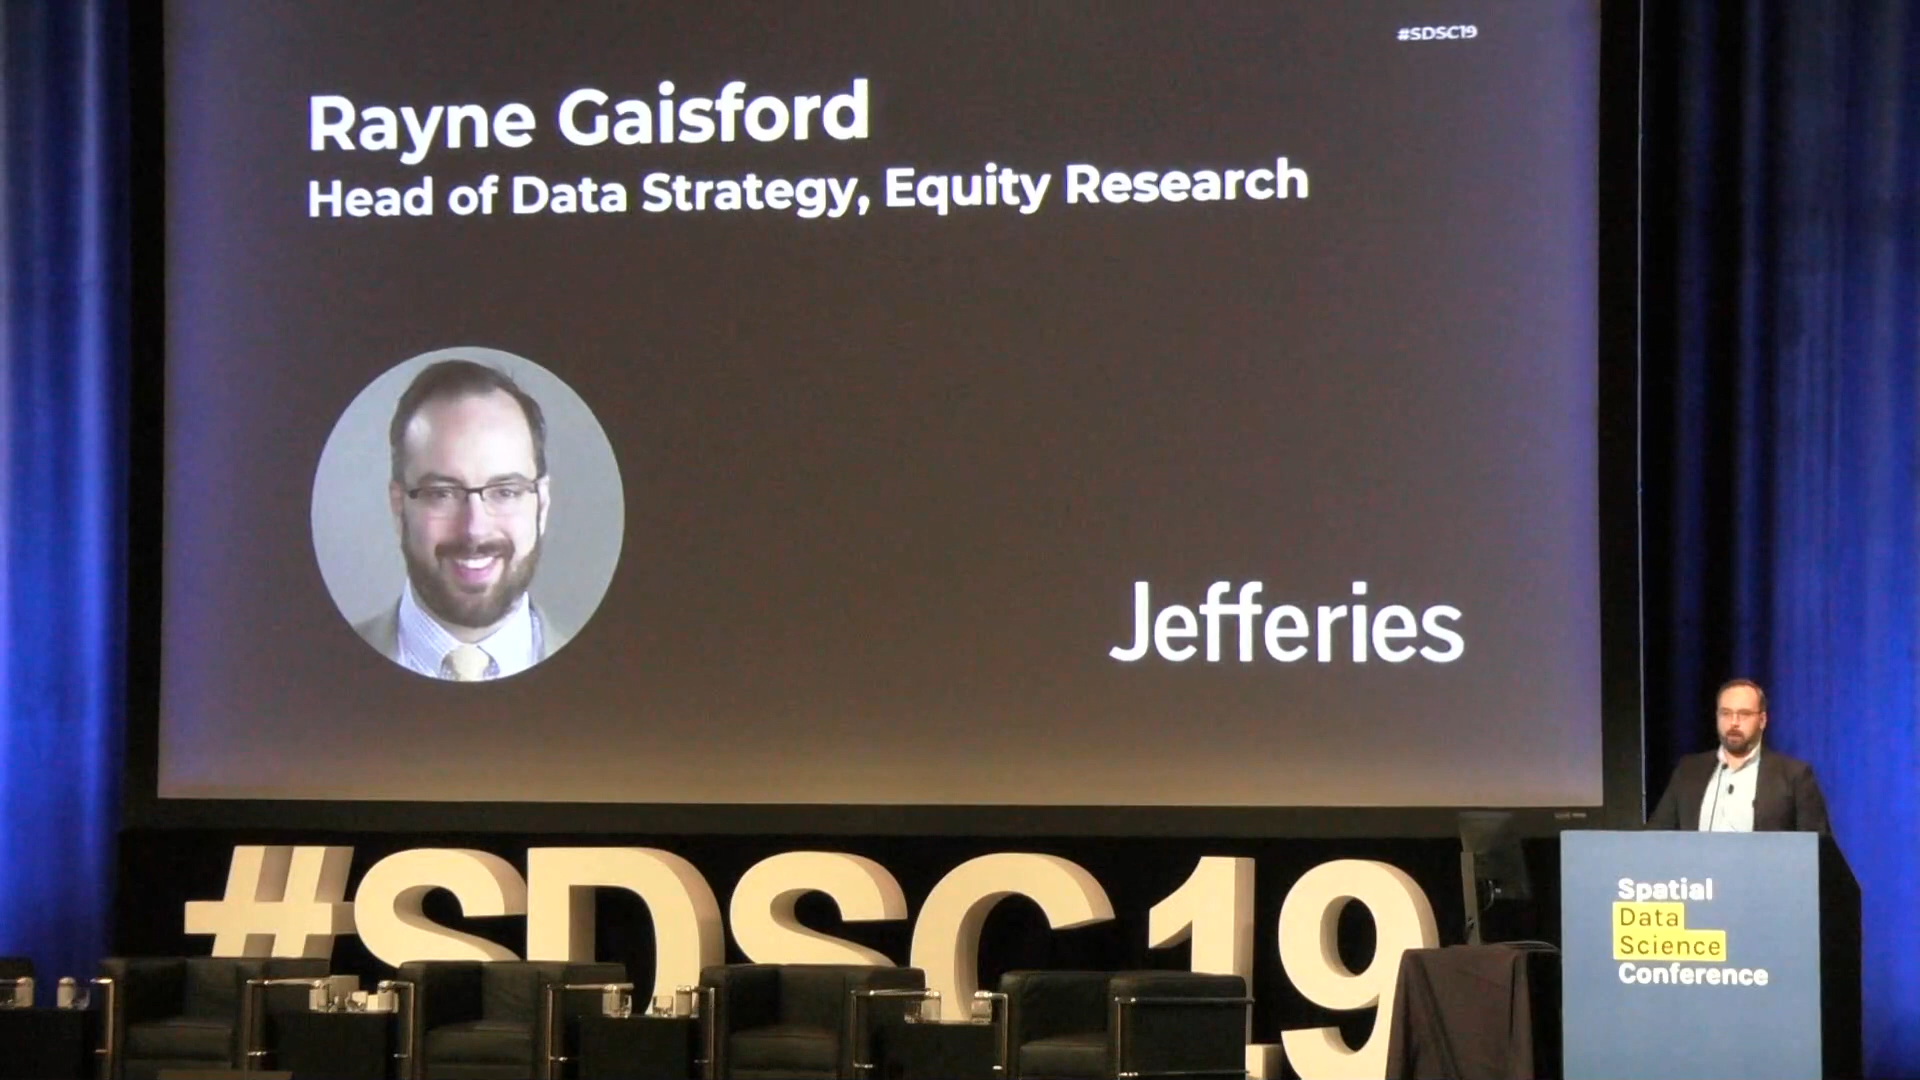 #SDSC19
Rayne Gaisford
Head of Data Strategy, Equity Research
Jefferies
#SDSC19
Spatial
Data
Science
Conference